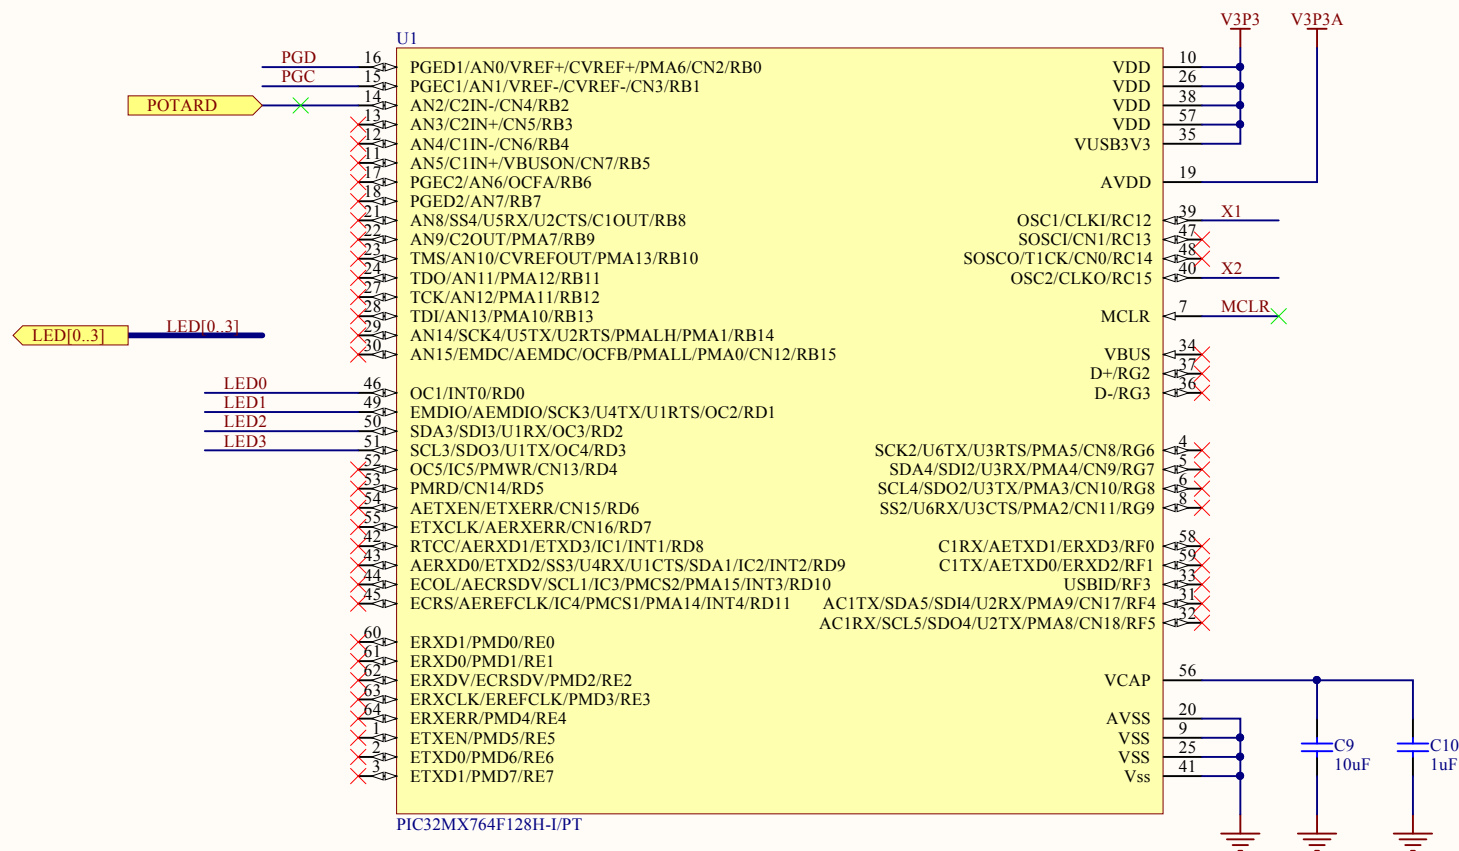 V3P3 V3P3A
U1
PGD 16 PGED1/AN0/VREF+/CVREF+/PMA6/CN2/RB0 VDD 10
PGC 15 PGEC1/AN1/VREF-/CVREF-/CN3/RB1 VDD 26
POTARD 14 AN2/C2IN-/CN4/RB2 VDD 38
13 AN3/C2IN+/CN5/RB3 VDD 57
12 AN4/C1IN-/CN6/RB4 VUSB3V3 35
11 AN5/C1IN+/VBUSON/CN7/RB5
17 PGEC2/AN6/OCFA/RB6 AVDD 19
18 PGED2/AN7/RB7
21 AN8/SS4/U5RX/U2CTS/C1OUT/RB8 OSC1/CLKI/RC12 39 X1
22 AN9/C2OUT/PMA7/RB9 SOSCI/CN1/RC13 47
23 TMS/AN10/CVREFOUT/PMA13/RB10 SOSCO/T1CK/CN0/RC14 48
24 TDO/AN11/PMA12/RB11 OSC2/CLKO/RC15 40 X2
27 TCK/AN12/PMA11/RB12
28 TDI/AN13/PMA10/RB13 MCLR 7 MCLR
LED[0..3] LED[0..3] 29 AN14/SCK4/U5TX/U2RTS/PMALH/PMA1/RB14
30 AN15/EMDC/AEMDC/OCFB/PMALL/PMA0/CN12/RB15 VBUS 34
D+/RG2 37
LED0 46 OC1/INT0/RD0 D-/RG3 36
LED1 49 EMDIO/AEMDIO/SCK3/U4TX/U1RTS/OC2/RD1
LED2 50 SDA3/SDI3/U1RX/OC3/RD2
LED3 51 SCL3/SDO3/U1TX/OC4/RD3 SCK2/U6TX/U3RTS/PMA5/CN8/RG6 4
52 OC5/IC5/PMWR/CN13/RD4 SDA4/SDI2/U3RX/PMA4/CN9/RG7 5
53 PMRD/CN14/RD5 SCL4/SDO2/U3TX/PMA3/CN10/RG8 6
54 AETXEN/ETXERR/CN15/RD6 SS2/U6RX/U3CTS/PMA2/CN11/RG9 8
55 ETXCLK/AERXERR/CN16/RD7
42 RTCC/AERXD1/ETXD3/IC1/INT1/RD8 C1RX/AETXD1/ERXD3/RF0 58
43 AERXD0/ETXD2/SS3/U4RX/U1CTS/SDA1/IC2/INT2/RD9 C1TX/AETXD0/ERXD2/RF1 59
44 ECOL/AECRSDV/SCL1/IC3/PMCS2/PMA15/INT3/RD10 USBID/RF3 33
45 ECRS/AEREFCLK/IC4/PMCS1/PMA14/INT4/RD11 AC1TX/SDA5/SDI4/U2RX/PMA9/CN17/RF4 31
AC1RX/SCL5/SDO4/U2TX/PMA8/CN18/RF5 32
60 ERXD1/PMD0/RE0
61 ERXD0/PMD1/RE1
62 ERXDV/ECRSDV/PMD2/RE2 VCAP 56
63 ERXCLK/EREFCLK/PMD3/RE3
64 ERXERR/PMD4/RE4 AVSS 20
1 ETXEN/PMD5/RE5 VSS 9
2 ETXD0/PMD6/RE6 VSS 25
3 ETXD1/PMD7/RE7 Vss 41
C9 C10
10uF 1uF
PIC32MX764F128H-I/PT